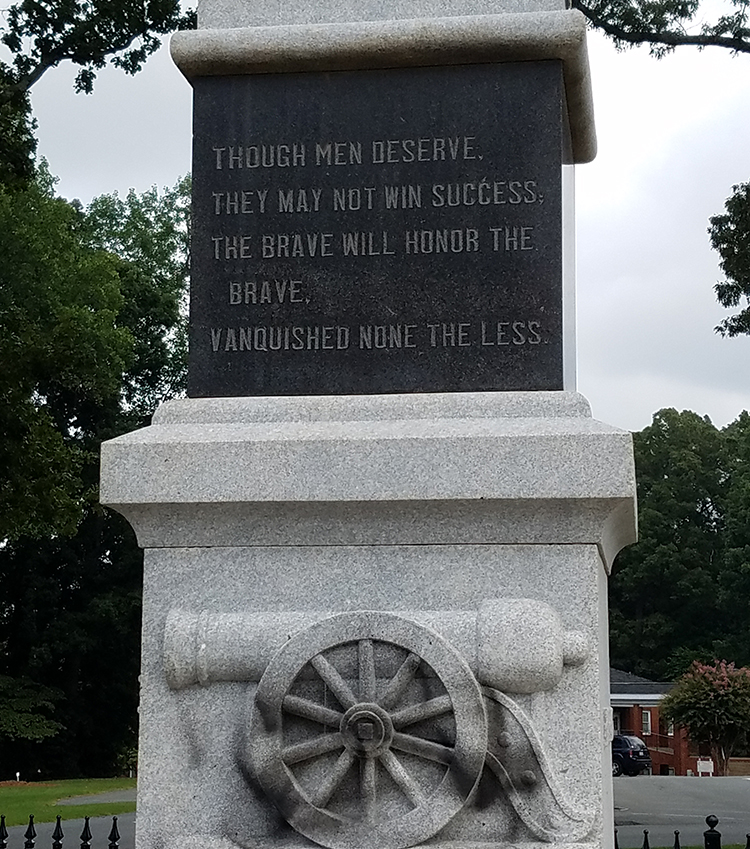 THOUGH MEN DESERVE,
THEY MAY NOT WIN SUCCESS;
THE BRAVE WILL HONOR THE
BRAVE,
VANQUISHED NONE THE LESS.